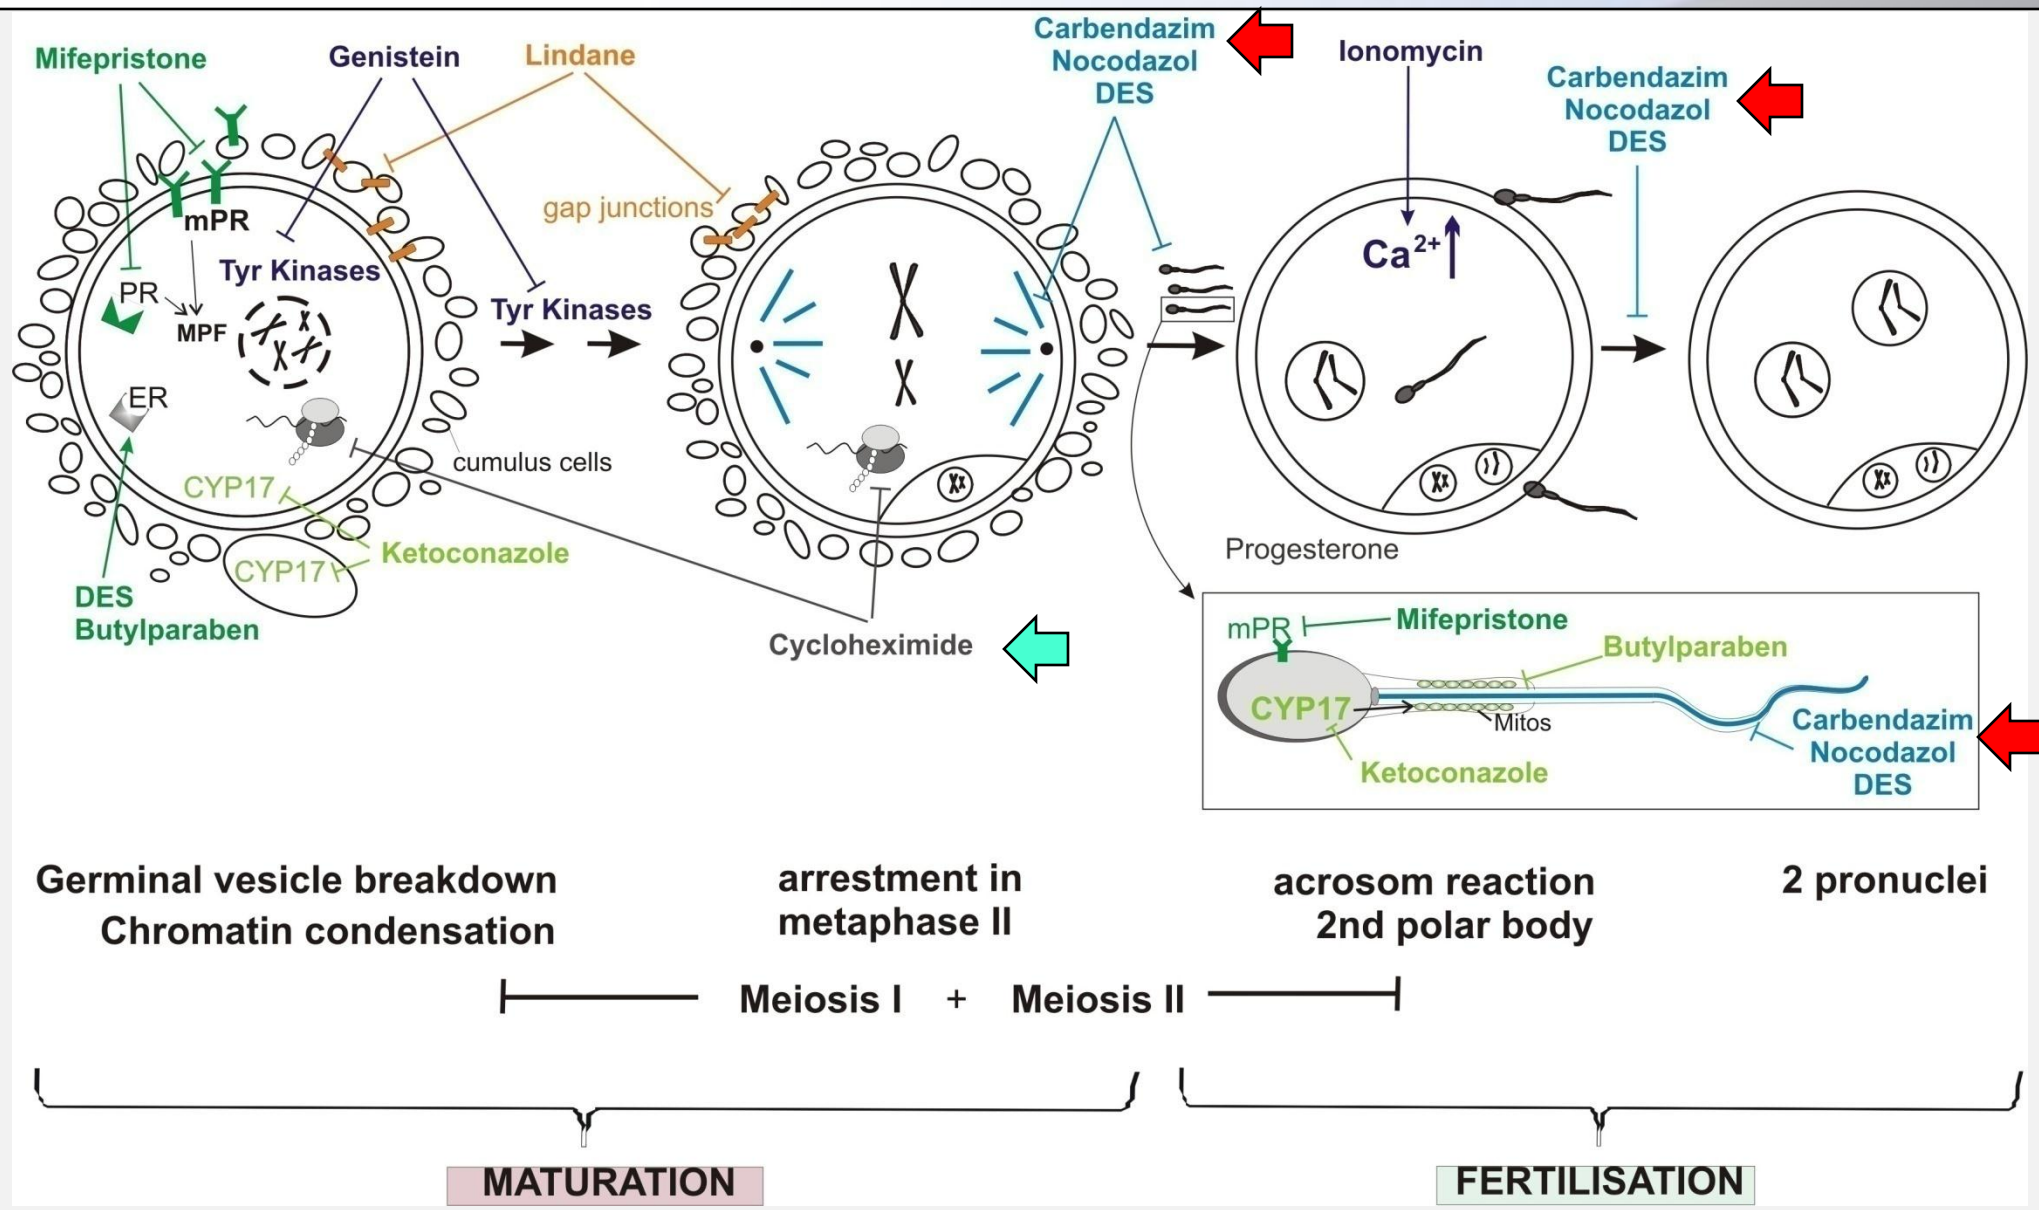 Mifepristone
Genistein
Lindane
Carbendazim
Nocodazol
DES
Ionomycin
Carbendazim
Nocodazol
DES
gap junctions
mPR
Tyr Kinases
PR
MPF
Tyr Kinases
Ca2+
ER
cumulus cells
CYP17
CYP17
Ketoconazole
DES
Butylparaben
Cycloheximide
Progesterone
mPR
Mifepristone
Butylparaben
CYP17
Mitos
Ketoconazole
Carbendazim
Nocodazol
DES
Germinal vesicle breakdown
Chromatin condensation
arrestment in
metaphase II
acrosom reaction
2nd polar body
2 pronuclei
Meiosis I + Meiosis II
MATURATION
FERTILISATION